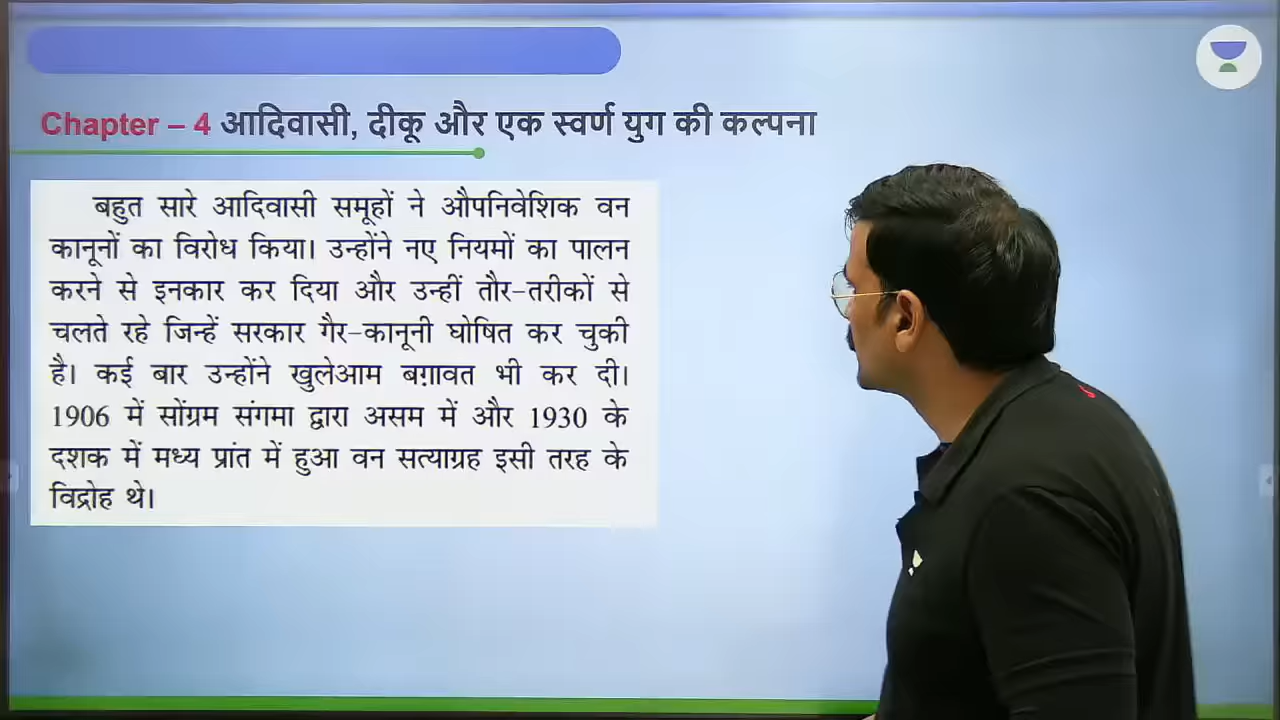 Chapter – 4 आदिवासी, दीकू और एक स्वर्ण युग की कल्पना
बहुत सारे आदिवासी समूहों ने औपनिवेशिक वन
कानूनों का विरोध किया। उन्होंने नए नियमों का पालन
करने से इनकार कर दिया और उन्हीं तौर-तरीकों से
चलते रहे जिन्हें सरकार गैर-कानूनी घोषित कर चुकी
है। कई बार उन्होंने खुलेआम बग़ावत भी कर दी।
1906 में सोंग्रम संगमा द्वारा असम में और 1930 के
दशक में मध्य प्रांत में हुआ वन सत्याग्रह इसी तरह के
विद्रोह थे।